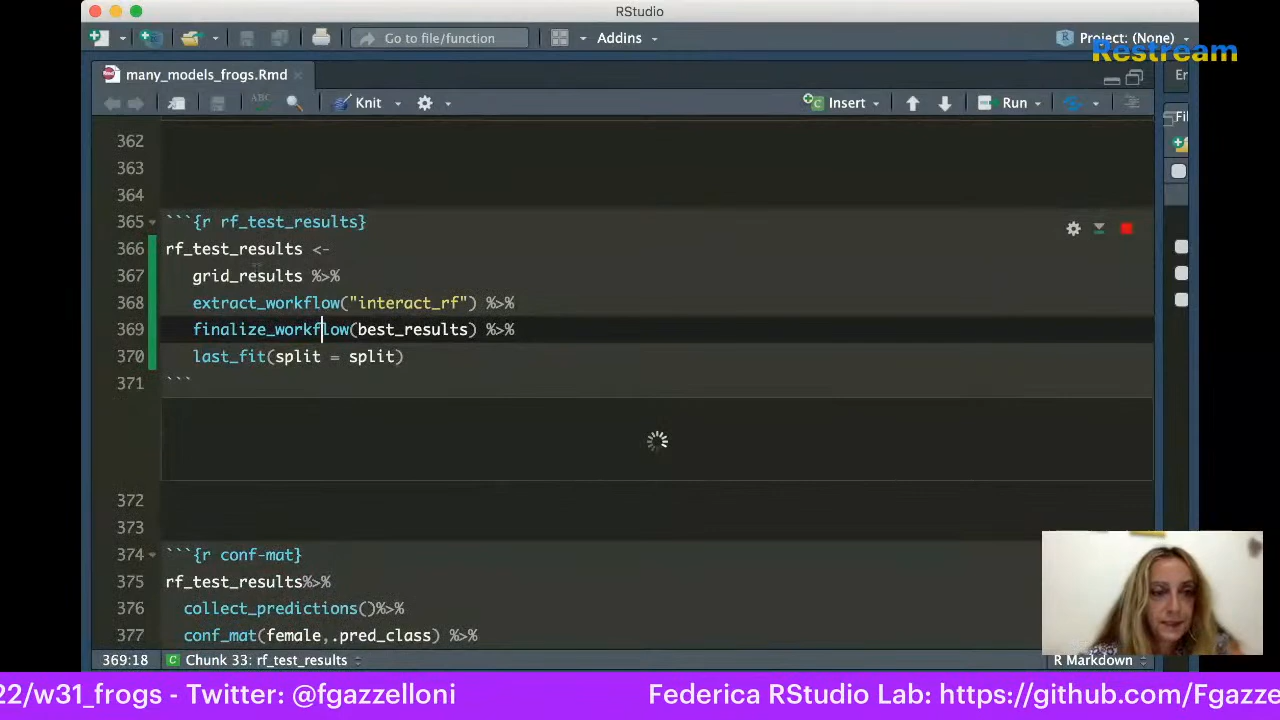 RStudio
Go to file/function
Addins
Project: (None)
Restream
many_models_frogs.Rmd
ABC
Knit
Insert
Run
362
363
364
365 ```{r rf_test_results}
366 rf_test_results <-
367 grid_results %>%
368 extract_workflow("interact_rf") %>%
369 finalize_workflow(best_results) %>%
370 last_fit(split = split)
371 ```
372
373
374 ```{r conf-mat}
375 rf_test_results%>%
376 collect_predictions()%>%
377 conf_mat(female,.pred_class) %>%
369:18 Chunk 33: rf_test_results R Markdown
22/w31_frogs - Twitter: @fgazzelloni Federica RStudio Lab: https://github.com/Fgazze